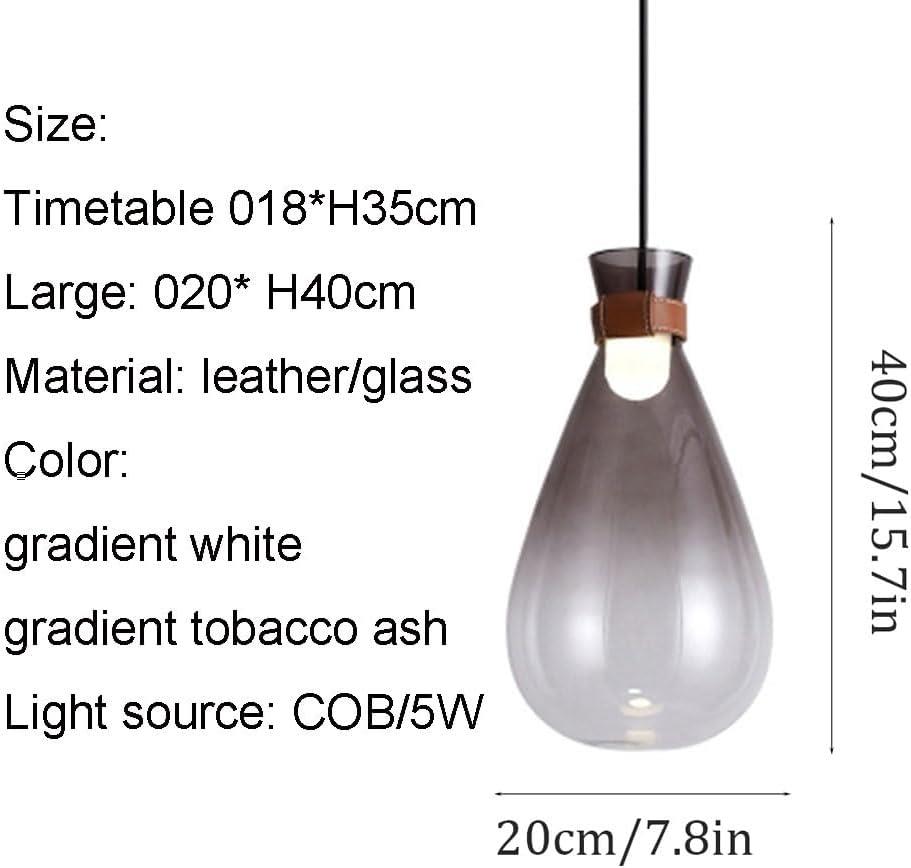 Size:
Timetable 018*H35cm
Large: 020* H40cm
Material: leather/glass
Color:
gradient white
gradient tobacco ash
Light source: COB/5W
40cm/15.7in
20cm/7.8in